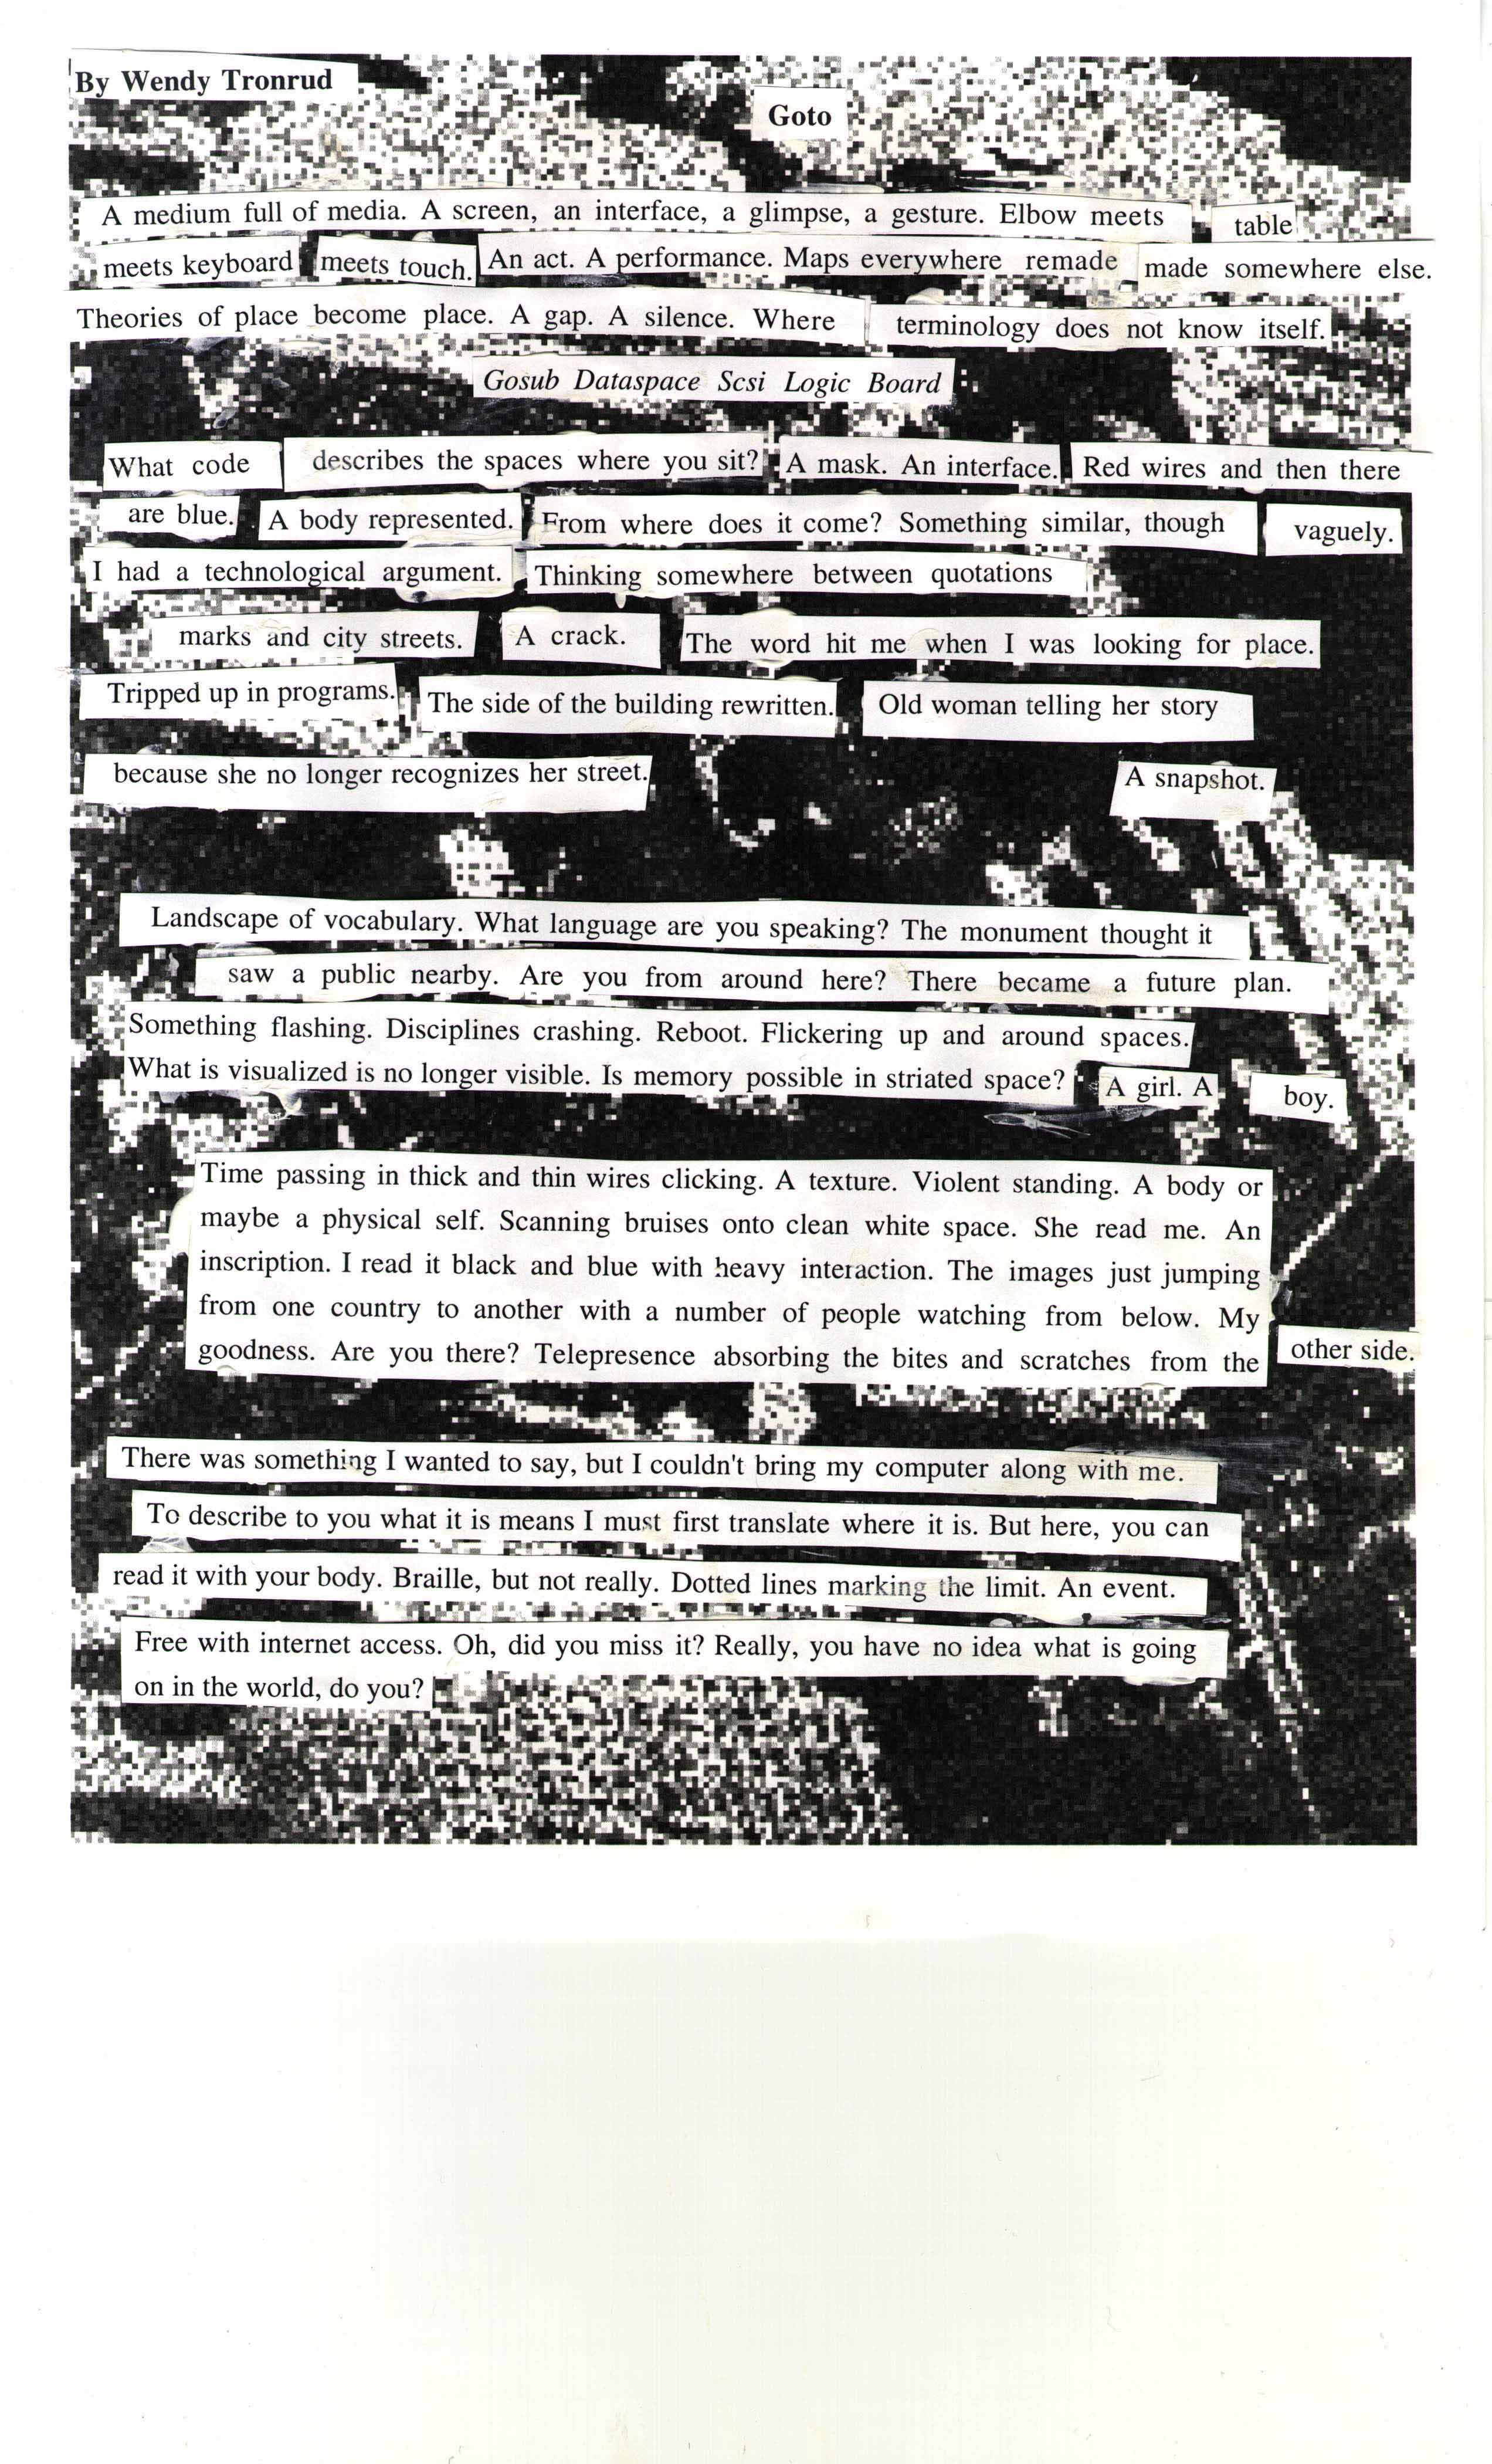 By Wendy Tronrud
Goto
A medium full of media. A screen, an interface, a glimpse, a gesture. Elbow meets table
meets keyboard meets touch. An act. A performance. Maps everywhere remade made somewhere else.
Theories of place become place. A gap. A silence. Where terminology does not know itself.
Gosub Dataspace Scsi Logic Board
What code describes the spaces where you sit? A mask. An interface. Red wires and then there
are blue. A body represented. From where does it come? Something similar, though vaguely.
I had a technological argument. Thinking somewhere between quotations
marks and city streets. A crack. The word hit me when I was looking for place.
Tripped up in programs. The side of the building rewritten. Old woman telling her story
because she no longer recognizes her street. A snapshot.
Landscape of vocabulary. What language are you speaking? The monument thought it
saw a public nearby. Are you from around here? There became a future plan.
Something flashing. Disciplines crashing. Reboot. Flickering up and around spaces.
What is visualized is no longer visible. Is memory possible in striated space? A girl. A boy.
Time passing in thick and thin wires clicking. A texture. Violent standing. A body or
maybe a physical self. Scanning bruises onto clean white space. She read me. An
inscription. I read it black and blue with heavy interaction. The images just jumping
from one country to another with a number of people watching from below. My
goodness. Are you there? Telepresence absorbing the bites and scratches from the other side.
There was something I wanted to say, but I couldn't bring my computer along with me.
To describe to you what it is means I must first translate where it is. But here, you can
read it with your body. Braille, but not really. Dotted lines marking the limit. An event.
Free with internet access. Oh, did you miss it? Really, you have no idea what is going
on in the world, do you?